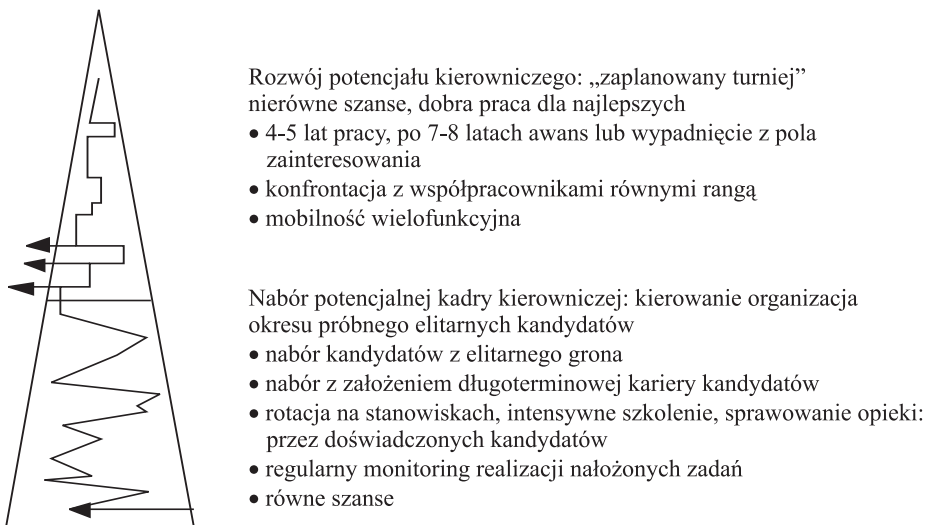 Rozwój potencjału kierowniczego: „zaplanowany turniej”
nierówne szanse, dobra praca dla najlepszych
• 4-5 lat pracy, po 7-8 latach awans lub wypadnięcie z pola
zainteresowania
• konfrontacja z współpracownikami równymi rangą
• mobilność wielofunkcyjna
Nabór potencjalnej kadry kierowniczej: kierowanie organizacja
okresu próbnego elitarnych kandydatów
• nabór kandydatów z elitarnego grona
• nabór z założeniem długoterminowej kariery kandydatów
• rotacja na stanowiskach, intensywne szkolenie, sprawowanie opieki:
przez doświadczonych kandydatów
• regularny monitoring realizacji nałożonych zadań
• równe szanse